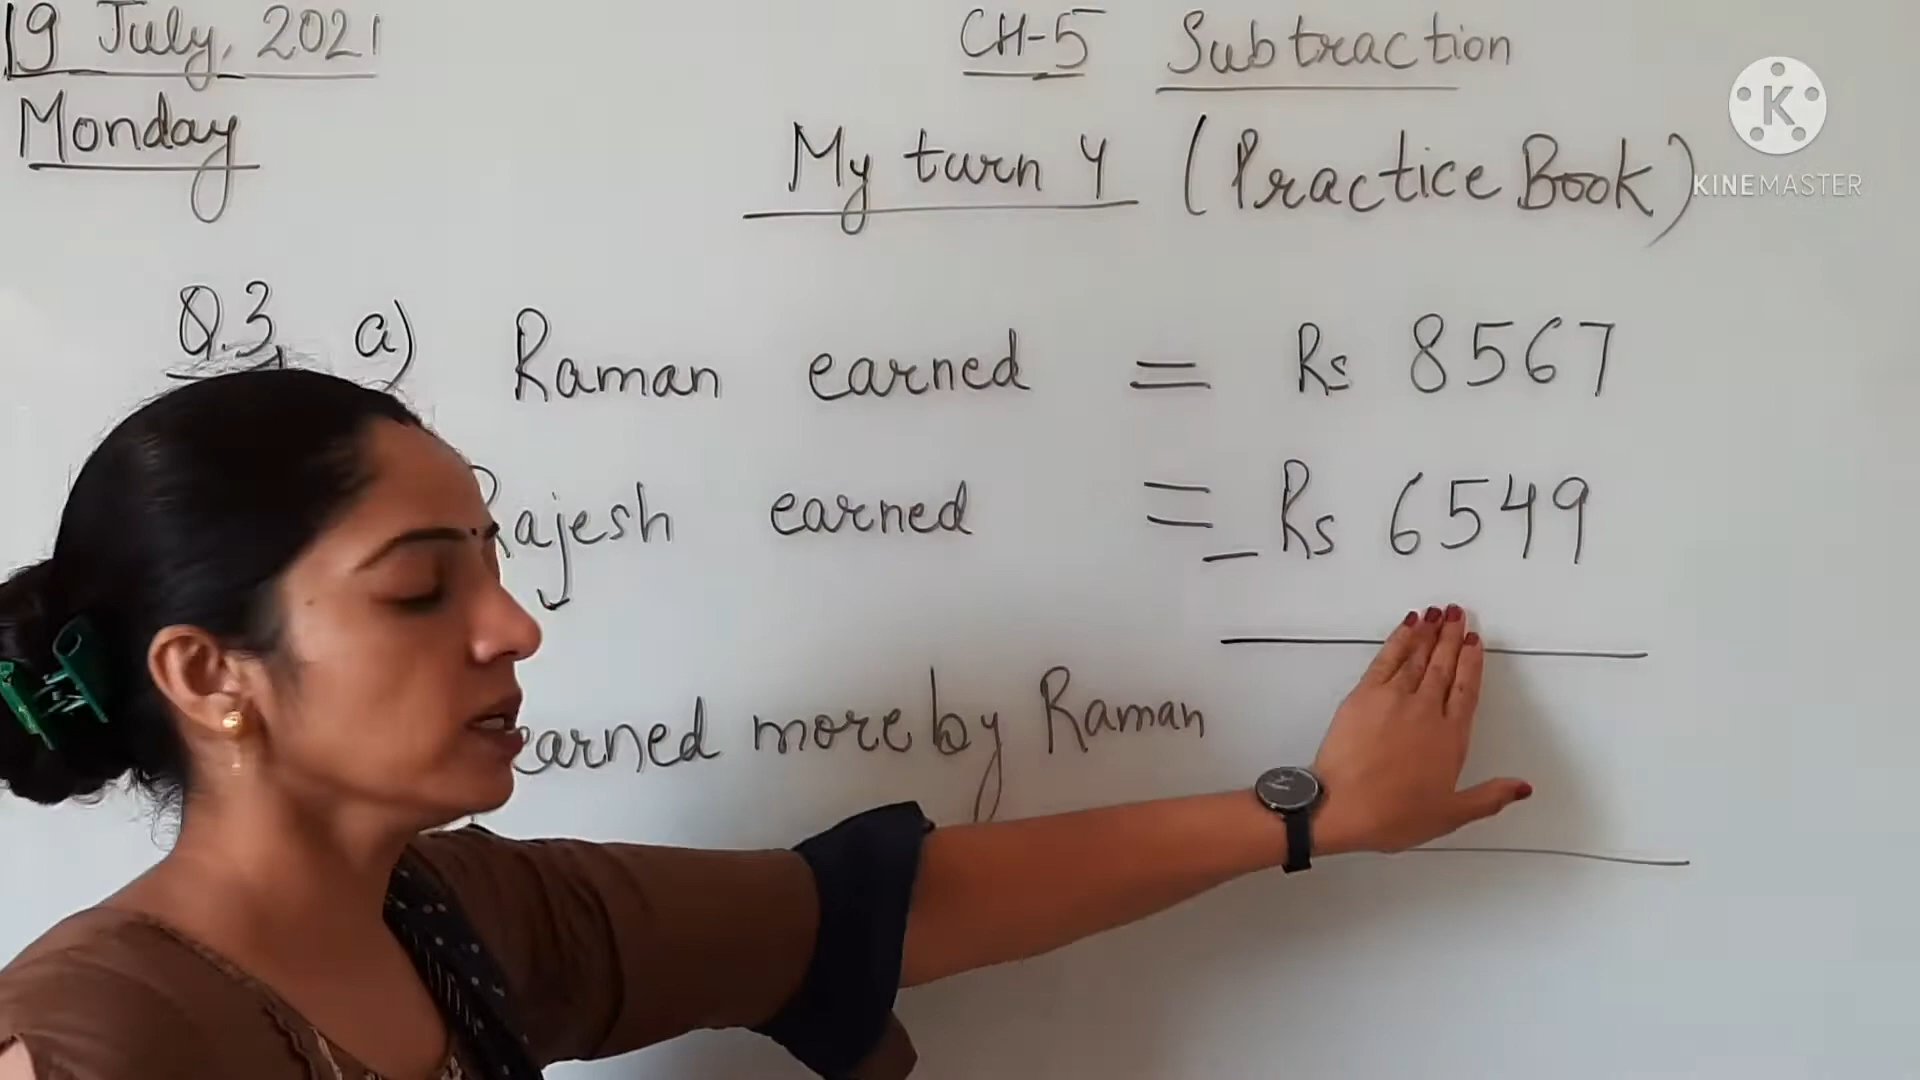 19 July, 2021
Monday
CH-5 Subtraction
My turn 4 (Practice Book)
KINEMASTER
Q.3 a) Raman earned = Rs 8567
Rajesh earned = - Rs 6549
earned more by Raman